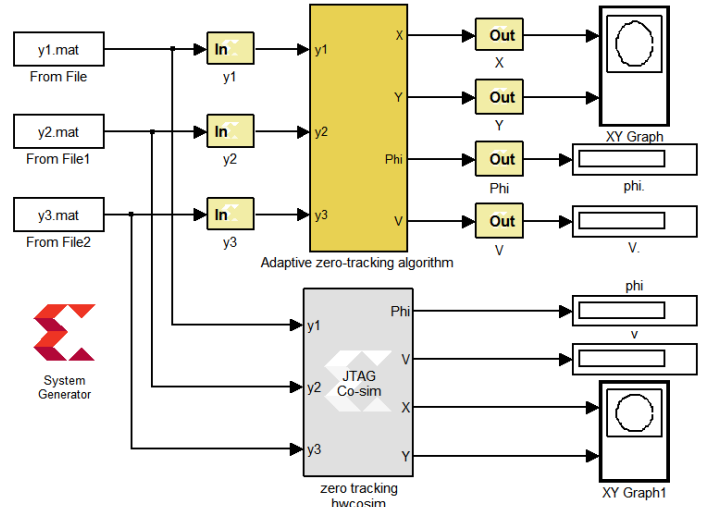 y1.mat
From File
In
y1
y1
X
Out
X
XY Graph
y2.mat
From File1
In
y2
y2
Y
Out
Y
Phi
Out
Phi
phi.
y3.mat
From File2
In
y3
y3
V
Out
V
V.
Adaptive zero-tracking algorithm
System
Generator
y1
y2
y3
JTAG
Co-sim
Phi
V
X
Y
phi
v
XY Graph1
zero tracking
hwcosim